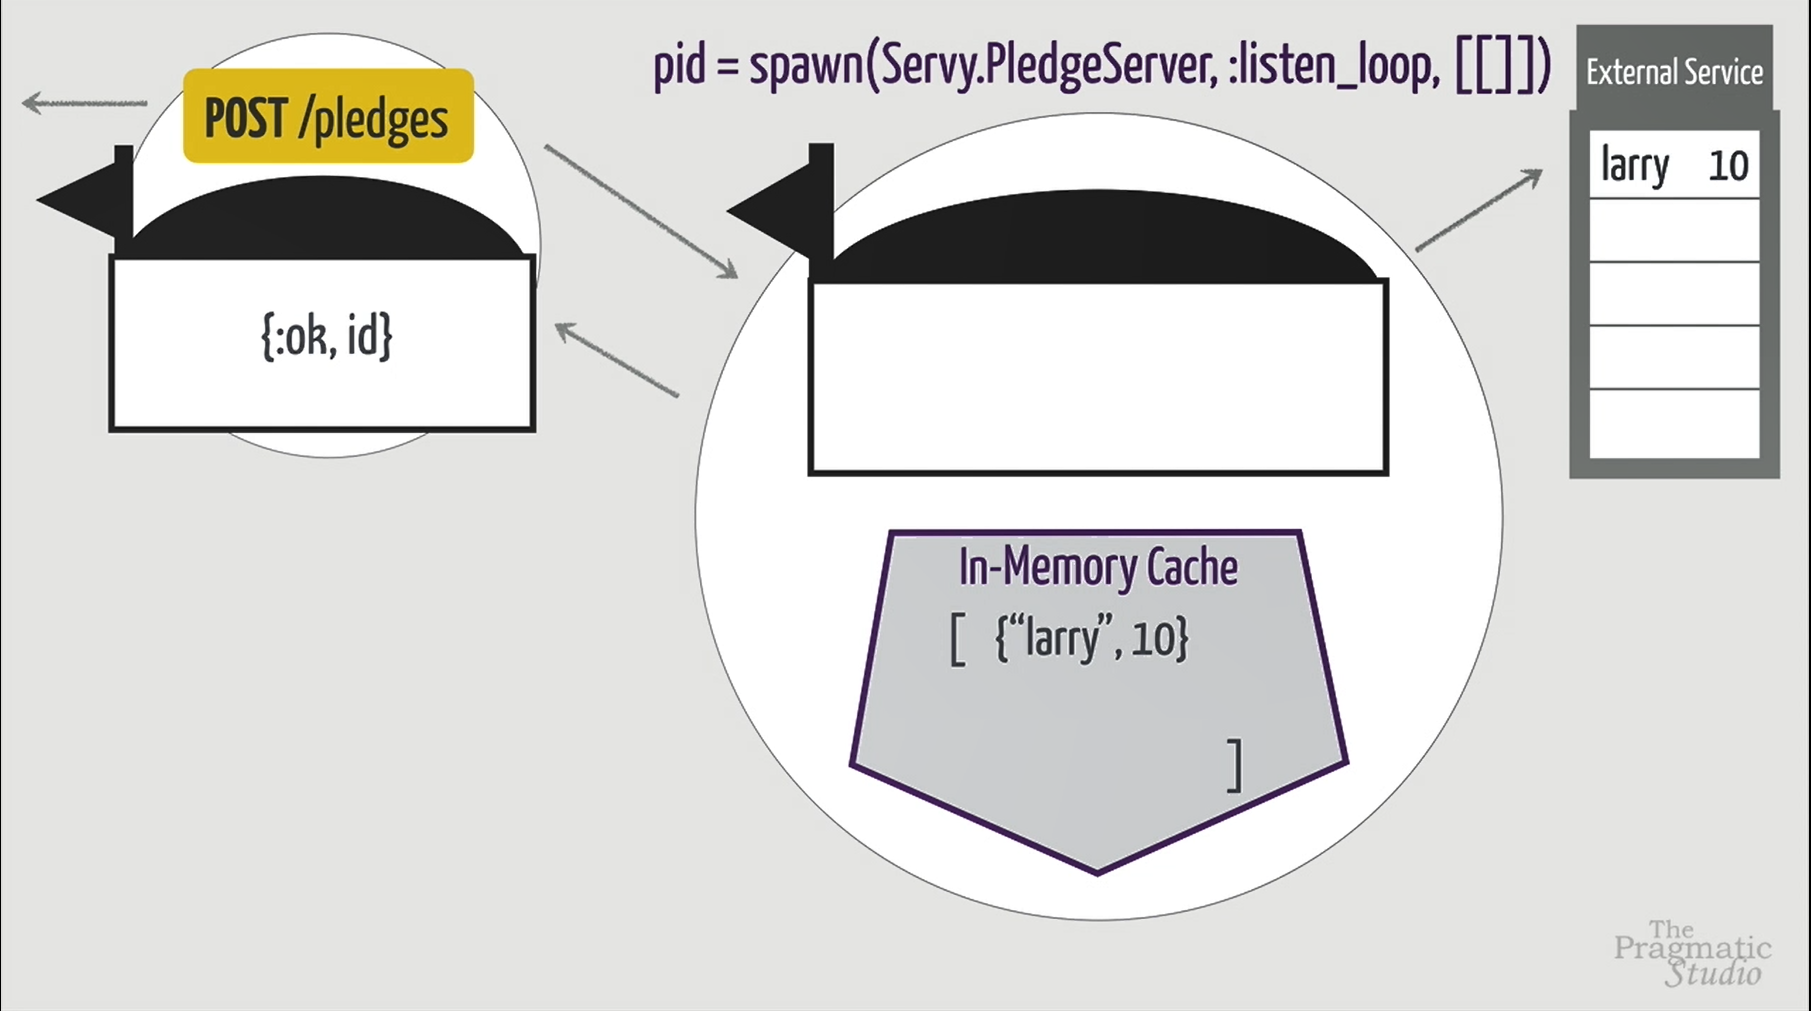 POST /pledges
{:ok, id}
pid = spawn(Servy.PledgeServer, :listen_loop, [[]])
In-Memory Cache
[ {“larry”, 10}
]
External Service
larry 10
The
Pragmatic
Studio